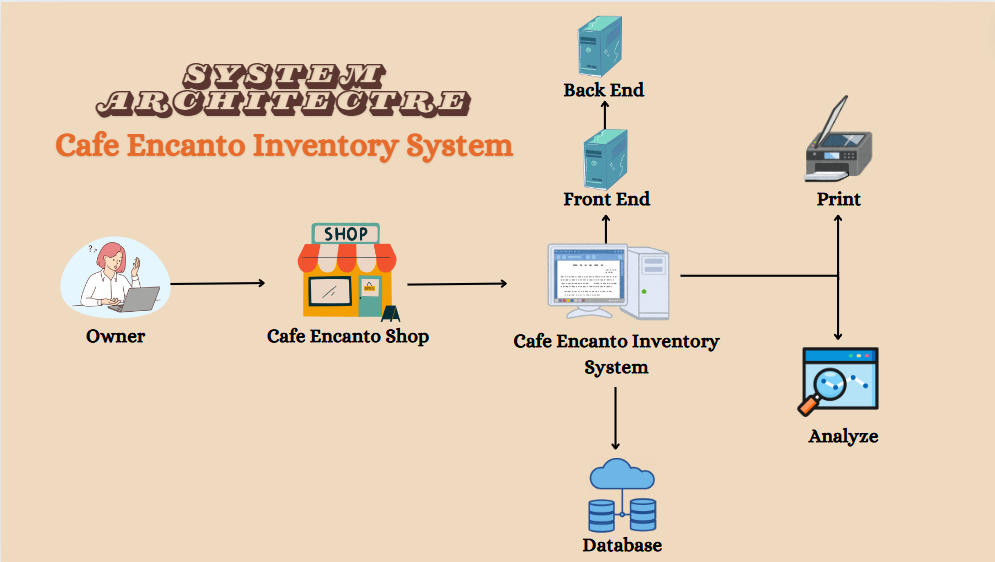 SYSTEM
ARCHITECTRE
Cafe Encanto Inventory System
Back End
Front End
Print
SHOP
Owner
Cafe Encanto Shop
Cafe Encanto Inventory
System
Analyze
Database